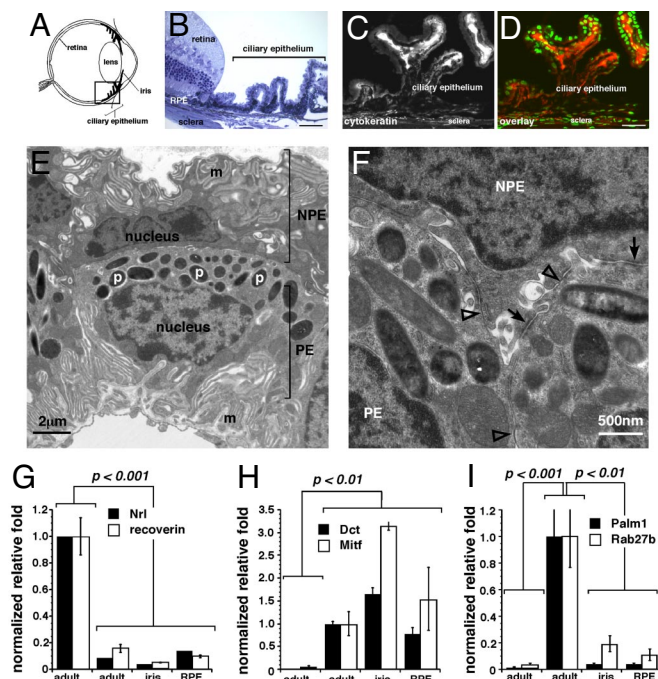 A
retina
lens
iris
ciliary epithelium
B
retina
ciliary epithelium
RPE
sclera
C
ciliary epithelium
cytokeratin
sclera
D
ciliary epithelium
overlay
sclera
E
m
NPE
nucleus
p p p
nucleus
PE
m
2μm
F
NPE
PE
500nm
G
p < 0.001
normalized relative fold
Nrl
recoverin
1.2
1.0
0.8
0.6
0.4
0.2
0
adult adult iris RPE
H
p < 0.01
normalized relative fold
Dct
Mitf
3.5
3.0
2.5
2.0
1.5
1.0
0.5
0
adult adult iris RPE
I
p < 0.001 p < 0.01
normalized relative fold
Palm1
Rab27b
1.2
1.0
0.8
0.6
0.4
0.2
0
adult adult iris RPE